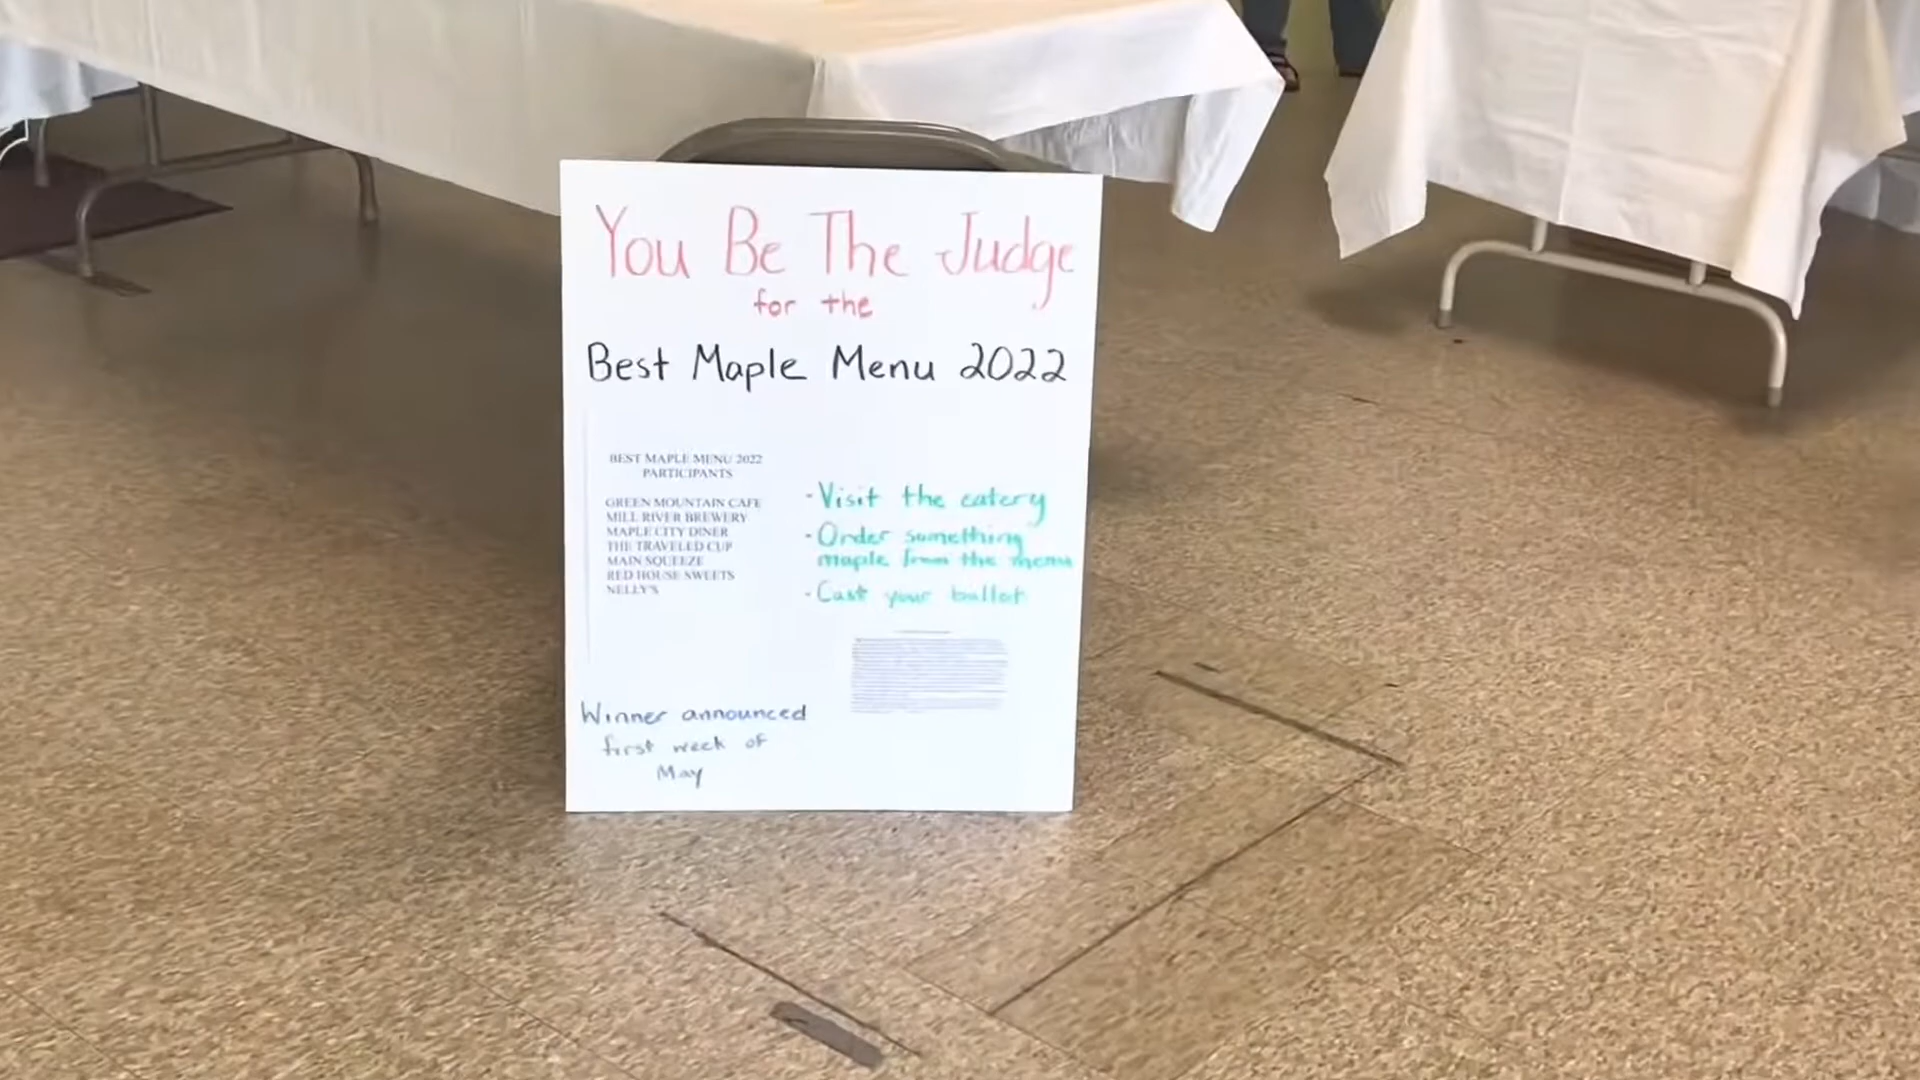 You Be The Judge
for the
Best Maple Menu 2022
BEST MAPLE MENU 2022
PARTICIPANTS
GREEN MOUNTAIN CAFE
MILL RIVER BREWERY
MAPLE CITY DINER
THE TRAVELED CUP
MAIN SQUEEZE
RED HOUSE SWEETS
NELLY'S
- Visit the eatery
- Order something
maple from the menu
- Cast your ballot
Winner announced
first week of
May